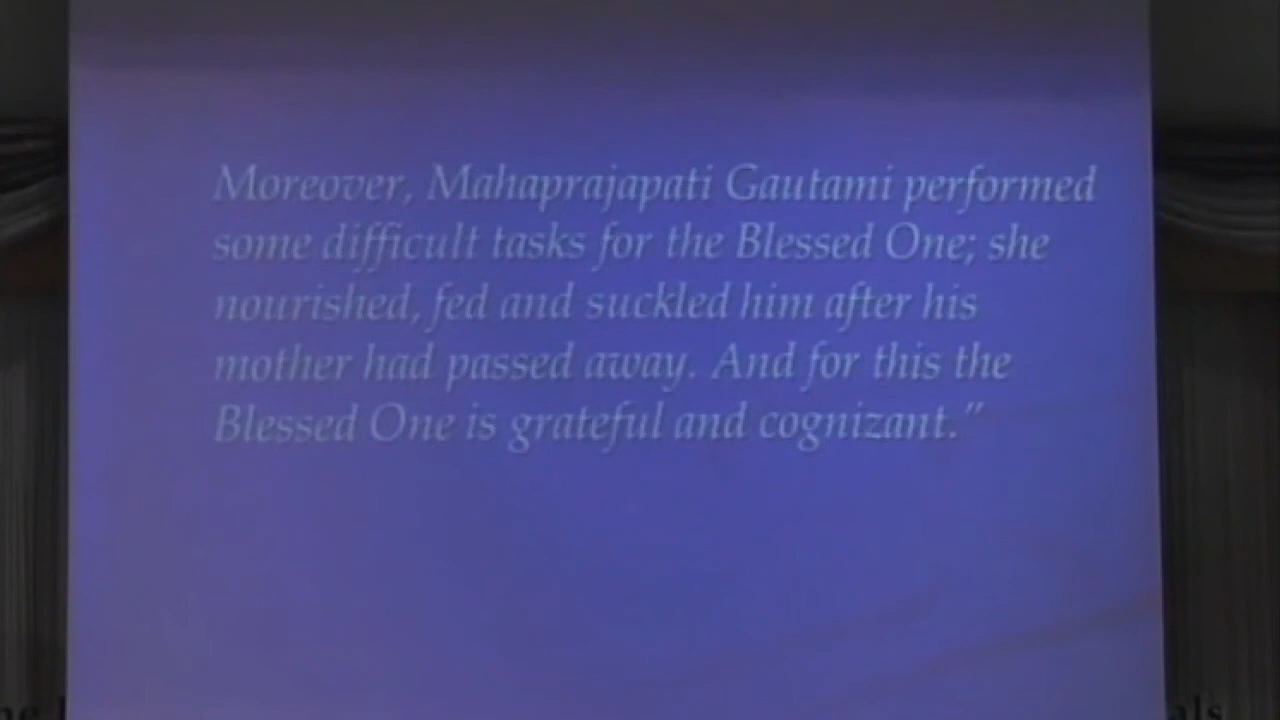 Moreover, Mahaprajapati Gautami performed
some difficult tasks for the Blessed One; she
nourished, fed and suckled him after his
mother had passed away. And for this the
Blessed One is grateful and cognizant.”